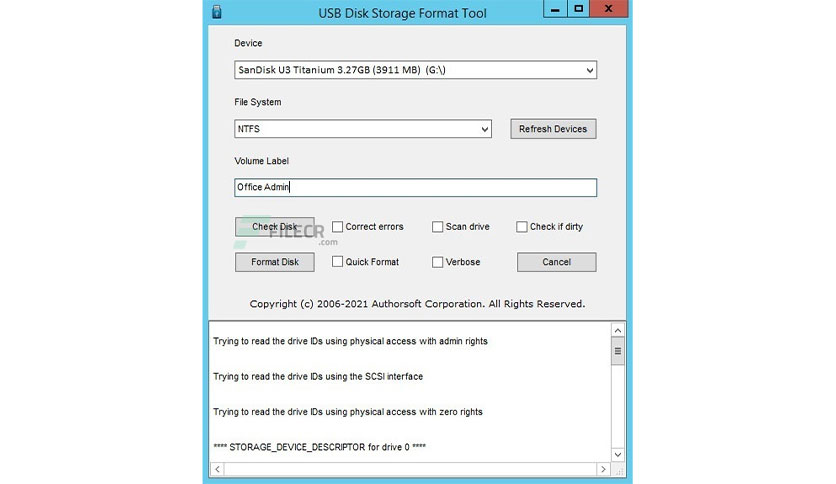 USB Disk Storage Format Tool
Device
SanDisk U3 Titanium 3.27GB (3911 MB) (G:\)
File System
NTFS
Refresh Devices
Volume Label
Office Admin
Check Disk
Correct errors
Scan drive
Check if dirty
FILECR
.com
Format Disk
Quick Format
Verbose
Cancel
Copyright (c) 2006-2021 Authorsoft Corporation. All Rights Reserved.
Trying to read the drive IDs using physical access with admin rights
Trying to read the drive IDs using the SCSI interface
Trying to read the drive IDs using physical access with zero rights
**** STORAGE_DEVICE_DESCRIPTOR for drive 0 ****